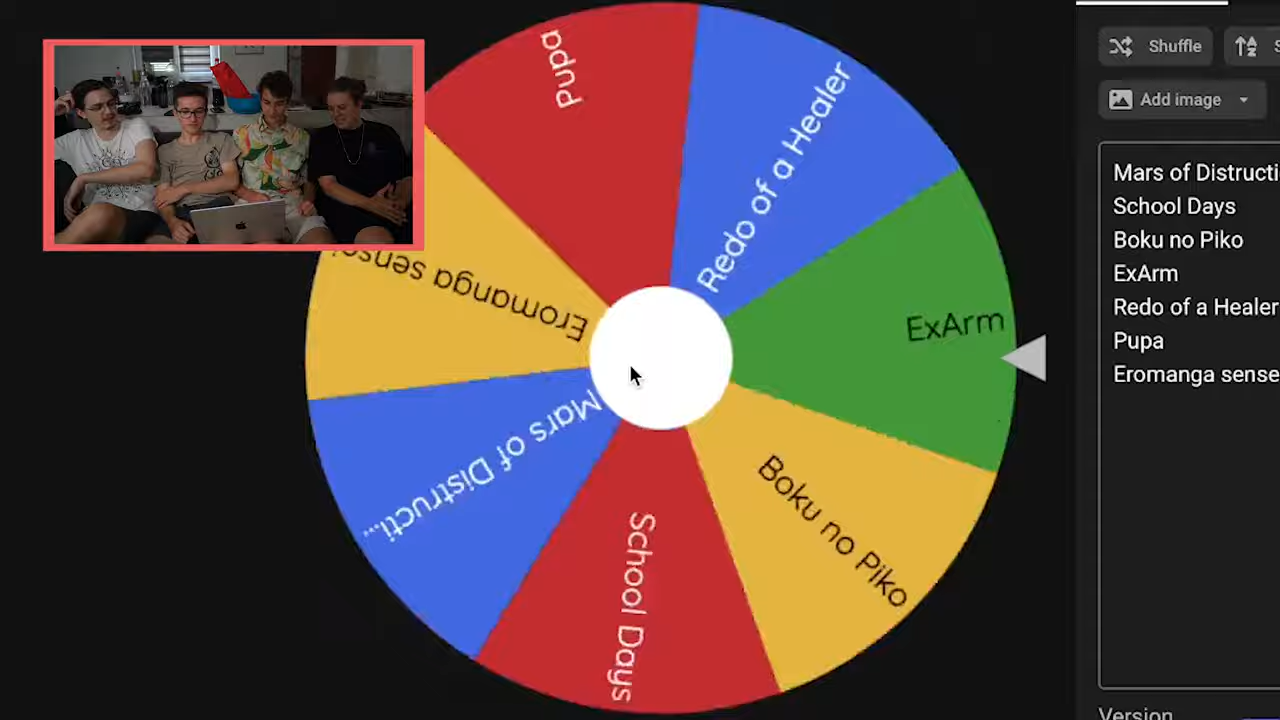 Pupa
Redo of a Healer
ExArm
Boku no Piko
School Days
Mars of Distructi...
Eromanga sensei
Shuffle
S
Add image
Mars of Distructi
School Days
Boku no Piko
ExArm
Redo of a Healer
Pupa
Eromanga sense
Version